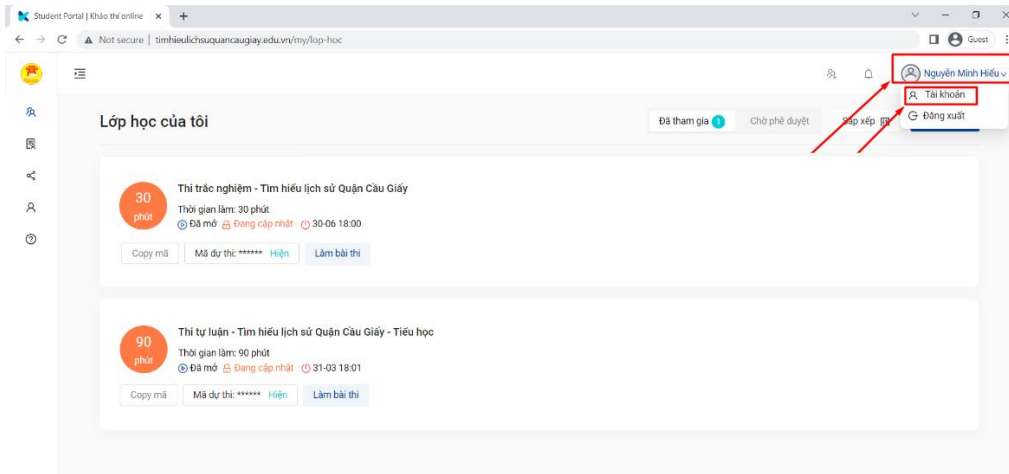 Student Portal | Khảo thí online
Not secure | timhieulichsuquancaugiay.edu.vn/my/lop-hoc
Guest
Nguyễn Minh Hiếu
Tài khoản
Đăng xuất
Lớp học của tôi
Đã tham gia 1
Chờ phê duyệt
Sắp xếp
30
phút
Thi trắc nghiệm - Tìm hiểu lịch sử Quận Cầu Giấy
Thời gian làm: 30 phút
Đã mở Đang cập nhật 30-06 18:00
Copy mã
Mã dự thi: ****** Hiện
Làm bài thi
90
phút
Thi tự luận - Tìm hiểu lịch sử Quận Cầu Giấy - Tiểu học
Thời gian làm: 90 phút
Đã mở Đang cập nhật 31-03 18:01
Copy mã
Mã dự thi: ****** Hiện
Làm bài thi